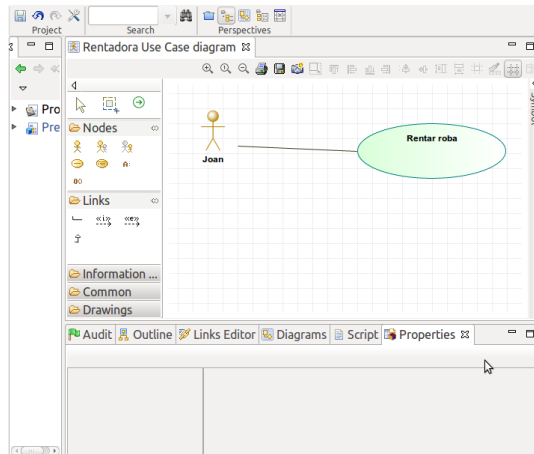 Project
Search
Perspectives
Rentadora Use Case diagram
Pro
Pre
Nodes
A:
Links
«i»
«e»
Information ...
Common
Drawings
Joan
Rentar roba
Audit
Outline
Links Editor
Diagrams
Script
Properties